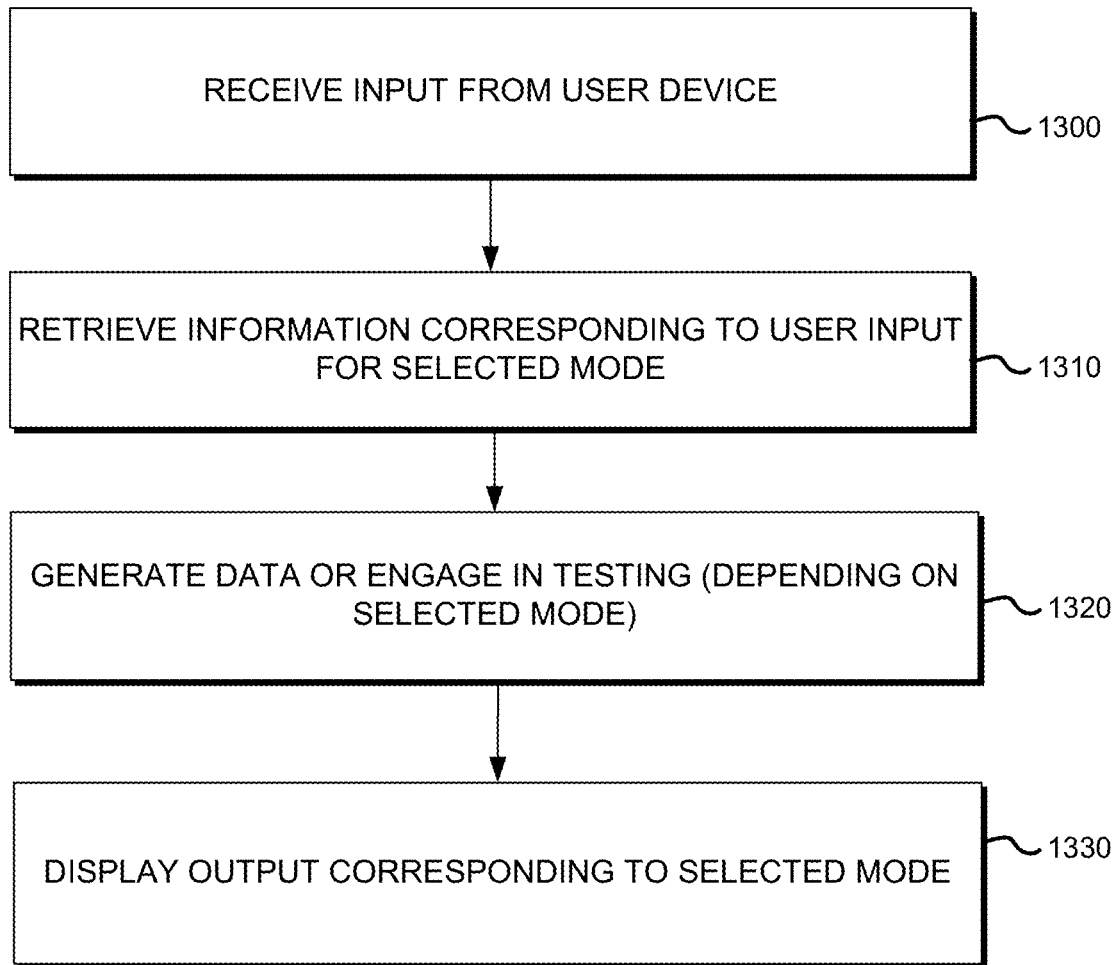 RECEIVE INPUT FROM USER DEVICE
1300
RETRIEVE INFORMATION CORRESPONDING TO USER INPUT
FOR SELECTED MODE
1310
GENERATE DATA OR ENGAGE IN TESTING (DEPENDING ON
SELECTED MODE)
1320
DISPLAY OUTPUT CORRESPONDING TO SELECTED MODE
1330